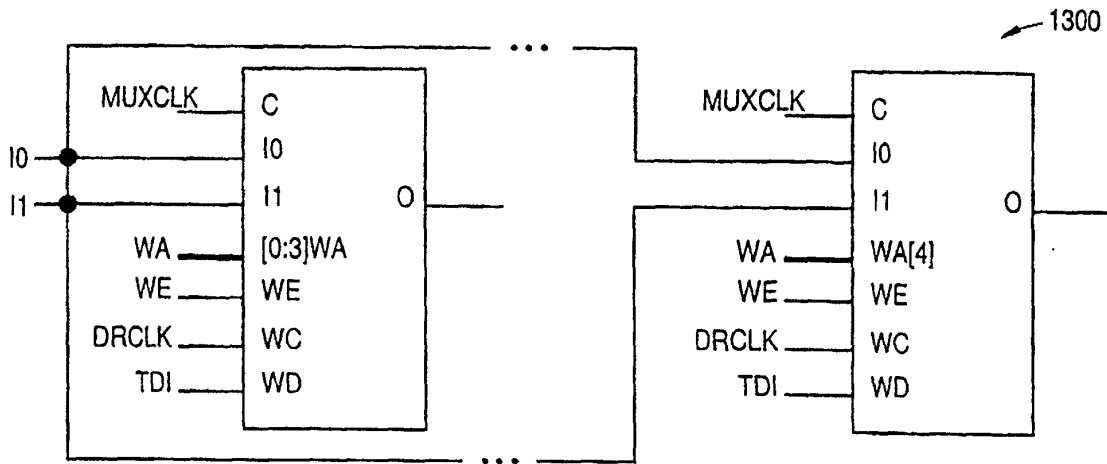 1300
I0
I1
MUXCLK
C
I0
I1
O
WA
[0:3]WA
WE
WE
DRCLK
WC
TDI
WD
MUXCLK
C
I0
I1
O
WA
WA[4]
WE
WE
DRCLK
WC
TDI
WD